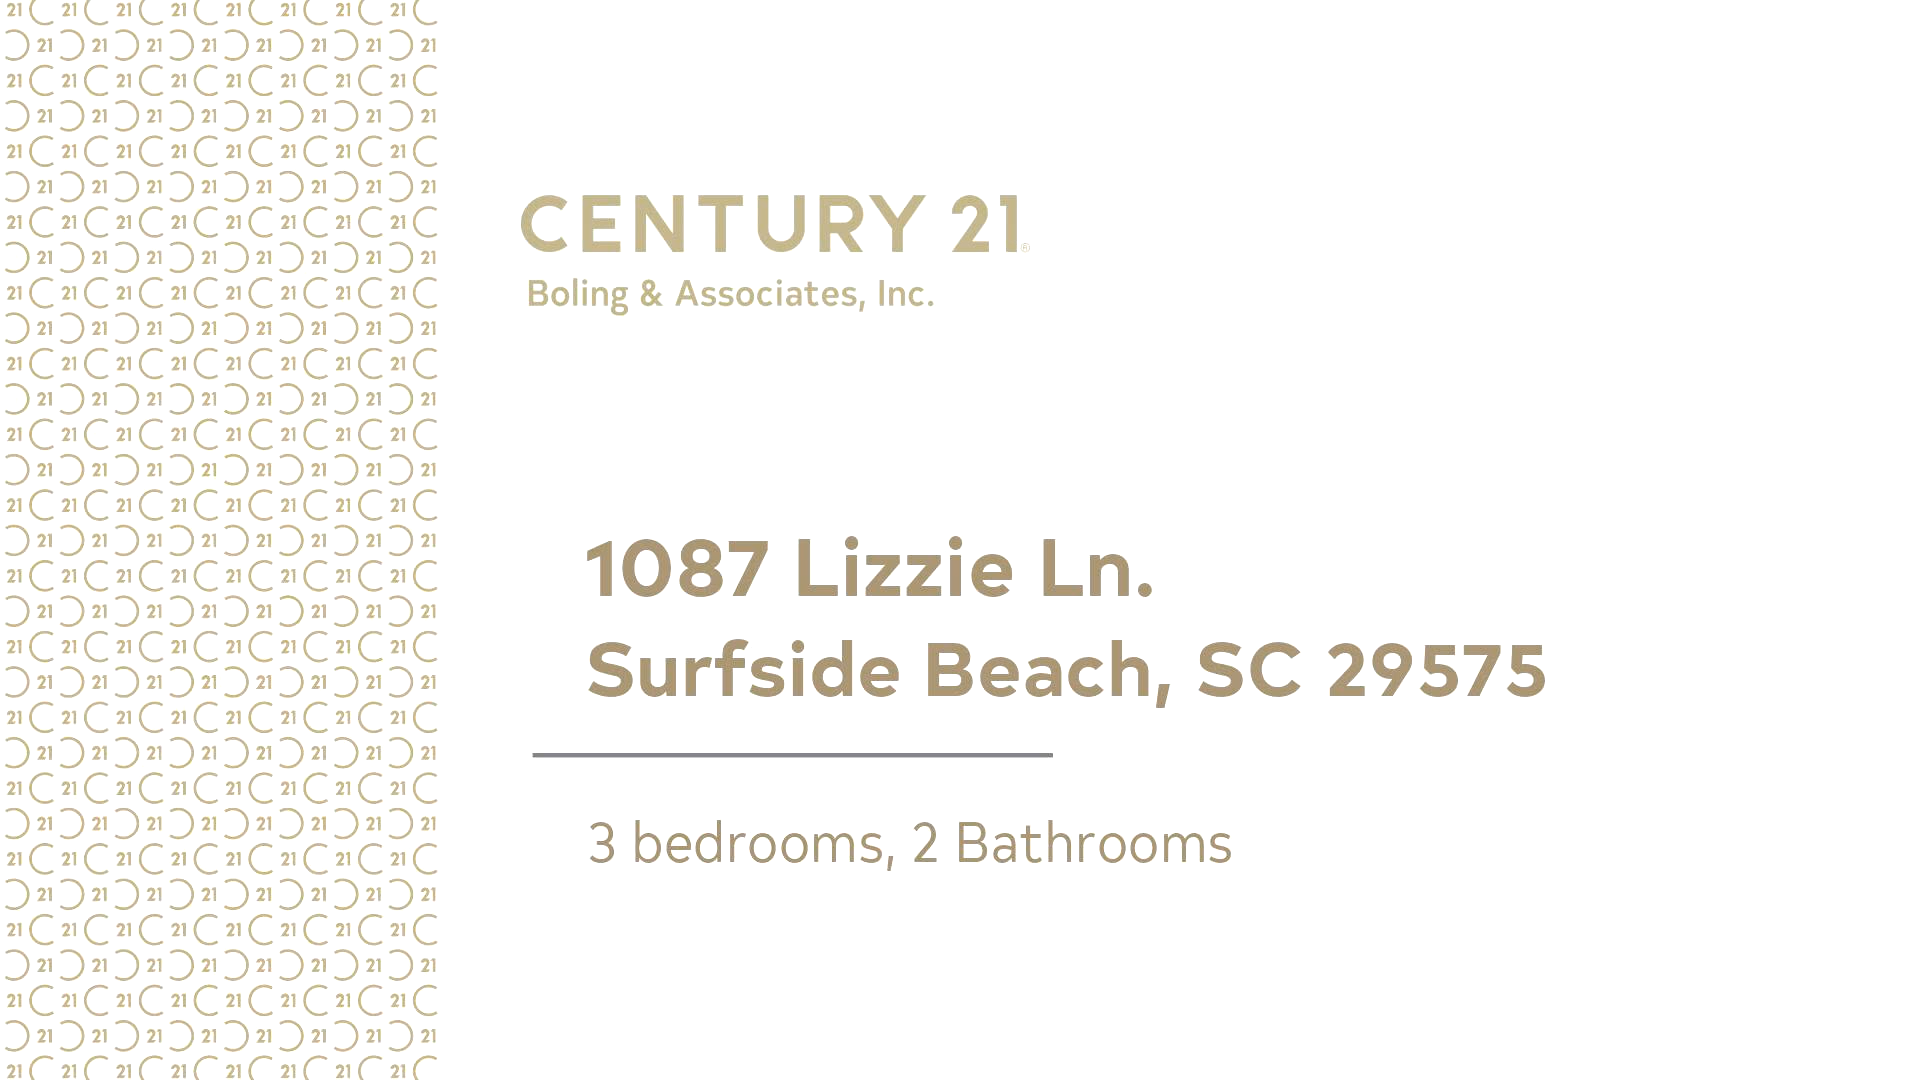 CENTURY 21®
Boling & Associates, Inc.
1087 Lizzie Ln.
Surfside Beach, SC 29575
3 bedrooms, 2 Bathrooms